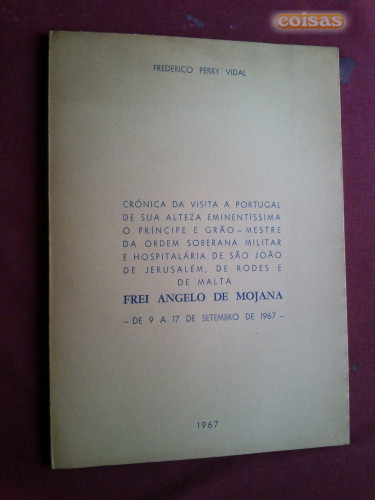 coisas
FREDERICO PERRY VIDAL
CRÓNICA DA VISITA A PORTUGAL
DE SUA ALTEZA EMINENTÍSSIMA
O PRÍNCIPE E GRÃO-MESTRE
DA ORDEM SOBERANA MILITAR
E HOSPITALÁRIA DE SÃO JOÃO
DE JERUSALÉM, DE RODES E
DE MALTA
FREI ANGELO DE MOJANA
- DE 9 A 17 DE SETEMBRO DE 1967 -
1967